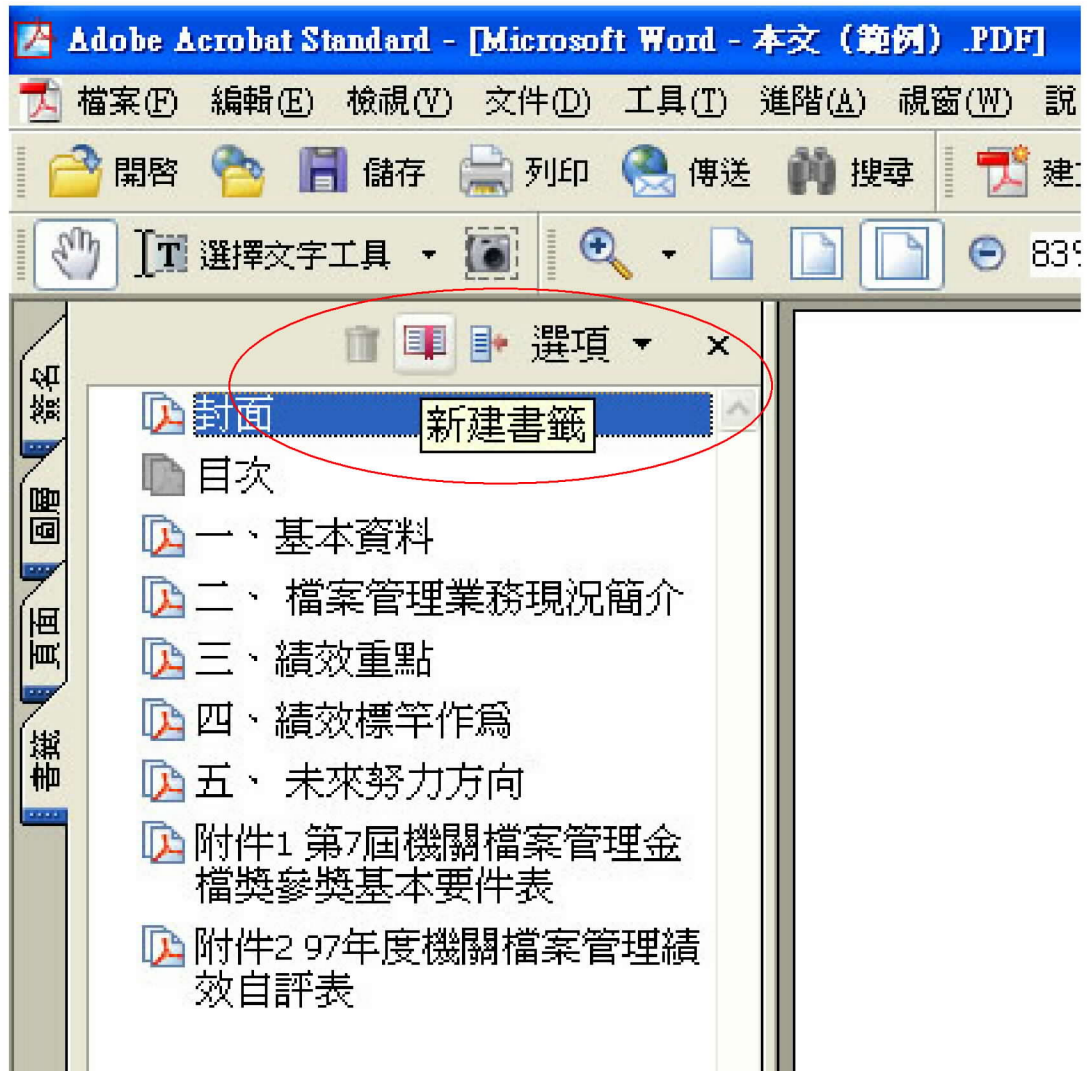 Adobe Acrobat Standard - [Microsoft Word - 本文（範例）.PDF]
檔案(F) 編輯(E) 檢視(V) 文件(D) 工具(T) 進階(A) 視窗(W) 說
開啓 儲存 列印 傳送 搜尋 建立
選擇文字工具 83%
選項
簽名
圖層
頁面
書籤
封面
新建書籤
目次
一、基本資料
二、 檔案管理業務現況簡介
三、績效重點
四、績效標竿作爲
五、 未來努力方向
附件1 第7屆機關檔案管理金
檔獎參獎基本要件表
附件2 97年度機關檔案管理績
效自評表